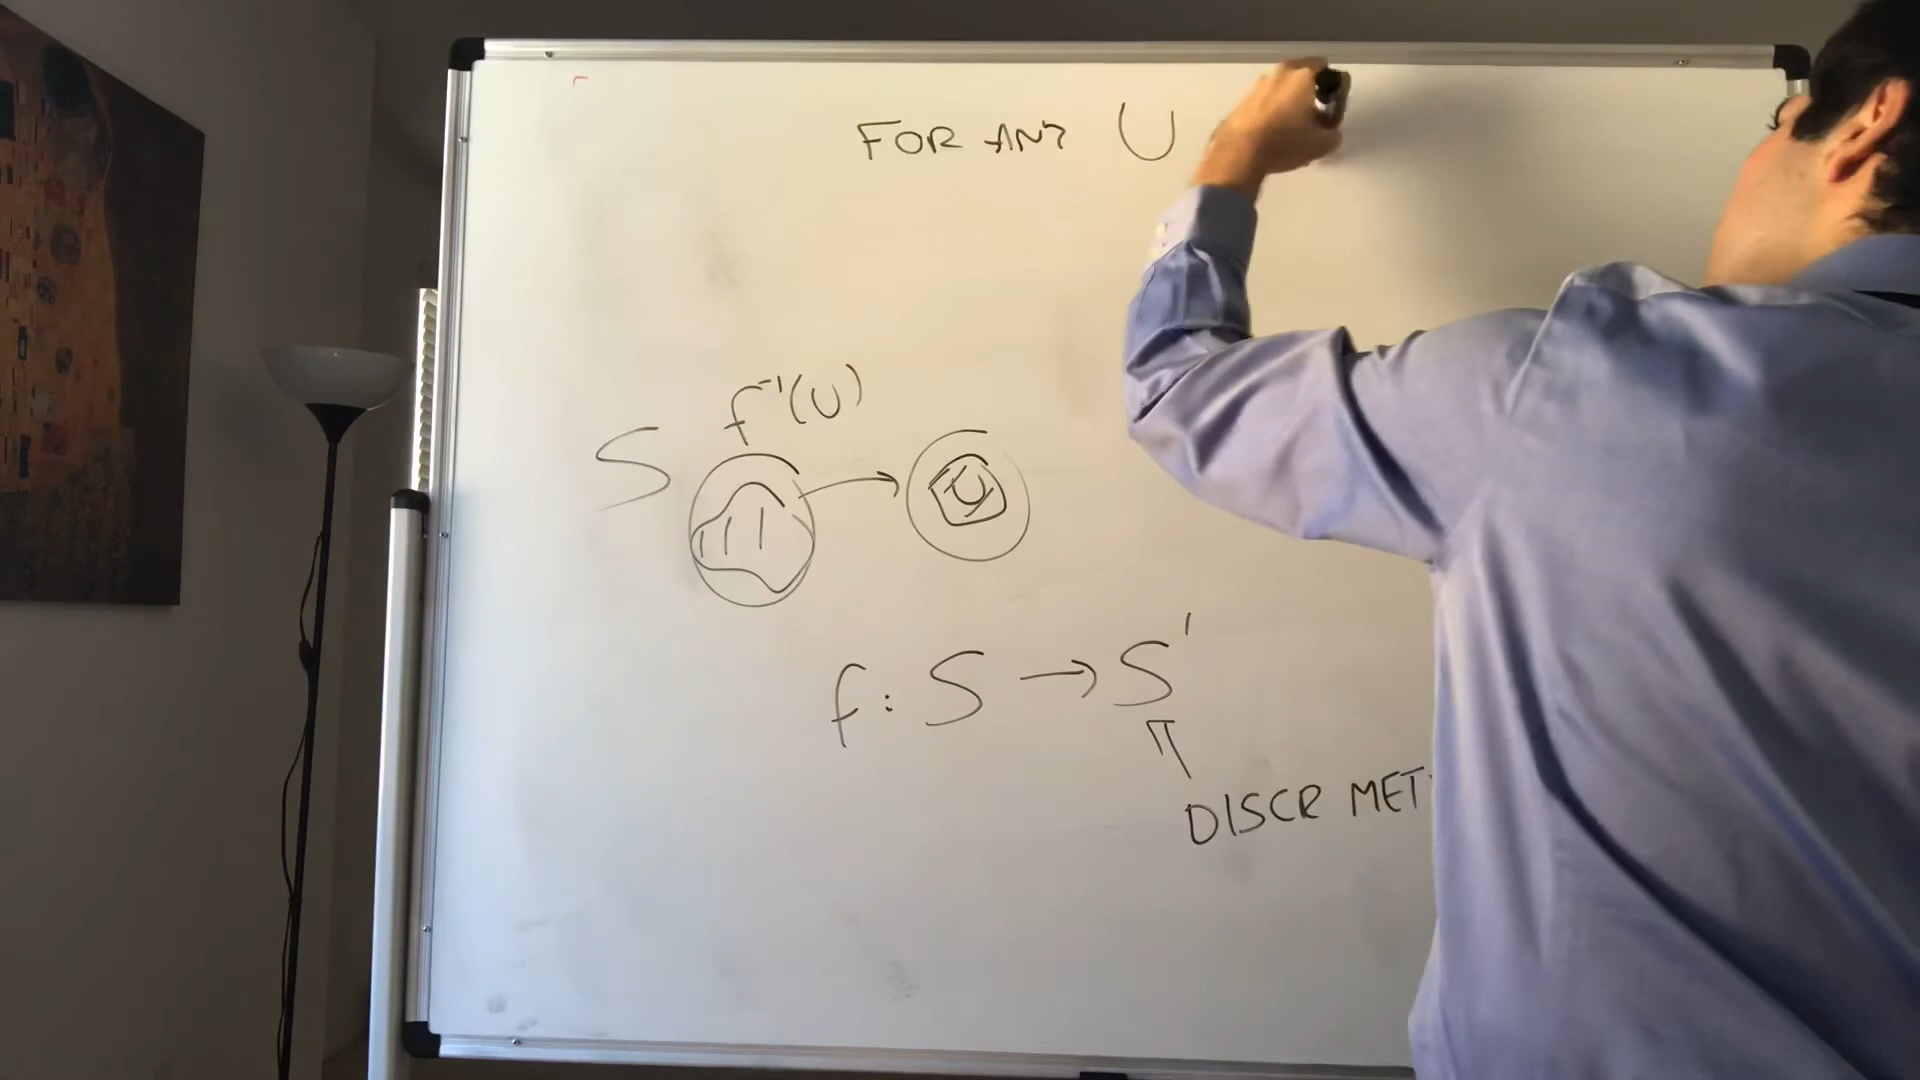 FOR ANY U
f⁻¹(U)
S
U
f: S → S'
DISCR MET